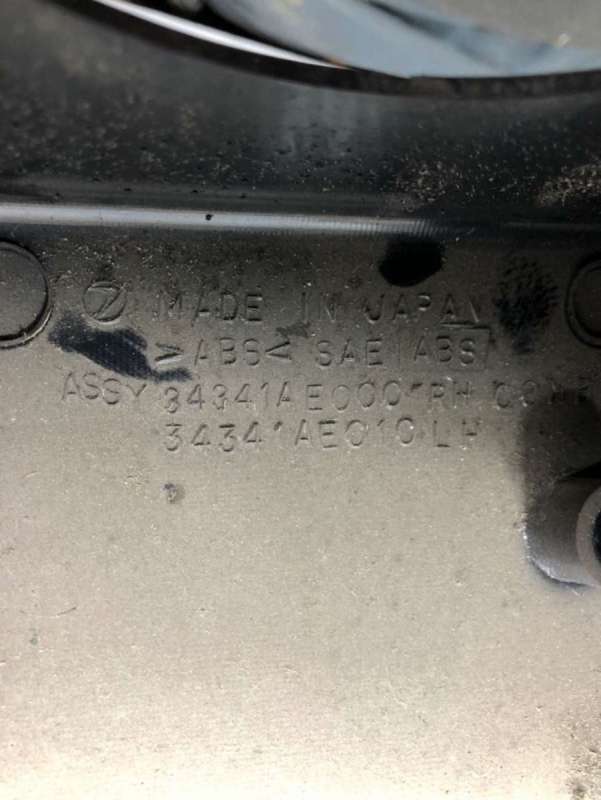 MADE IN JAPAN
>ABS< SAE ABS
ASSY 34341AE000 RH COMP
34341AE010 LH